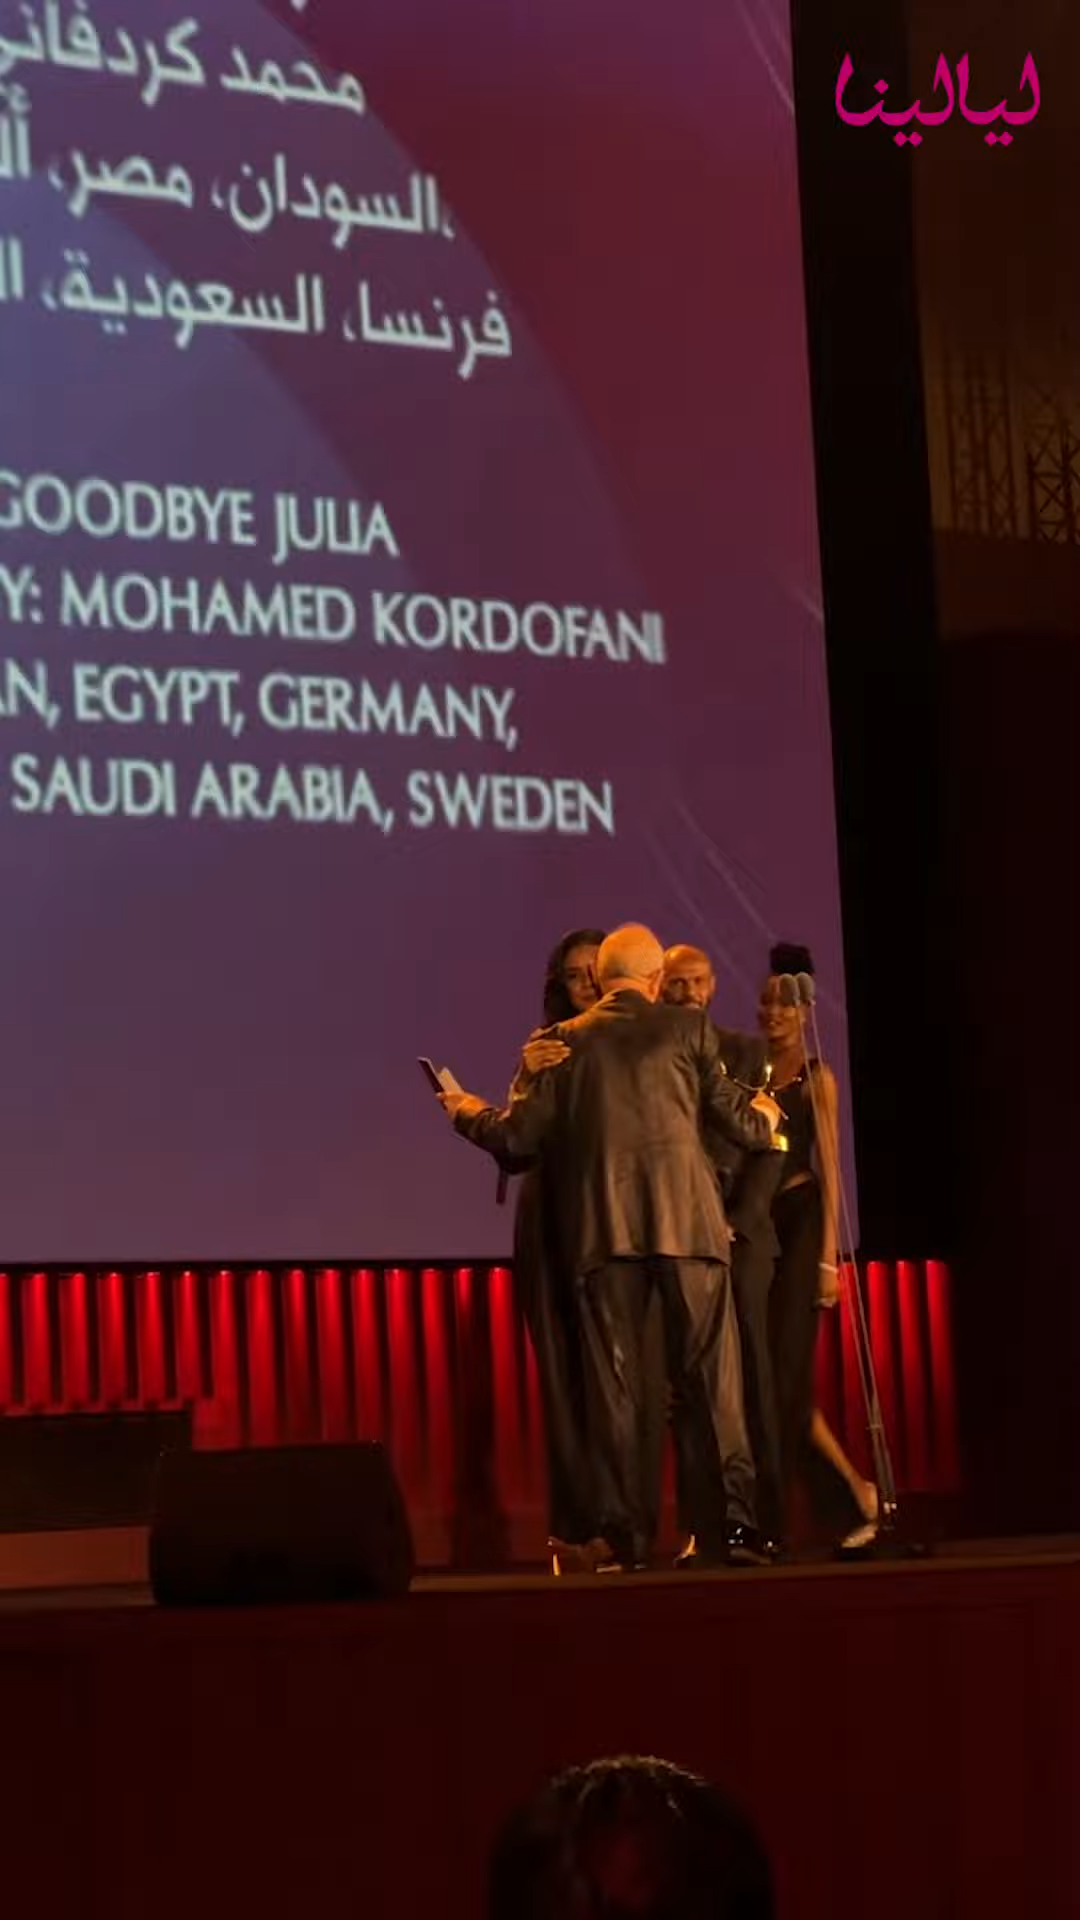 ليالينا
محمد كردفاني
السودان، مصر،
فرنسا، السعودية،
GOODBYE JULIA
Y: MOHAMED KORDOFANI
AN, EGYPT, GERMANY,
SAUDI ARABIA, SWEDEN